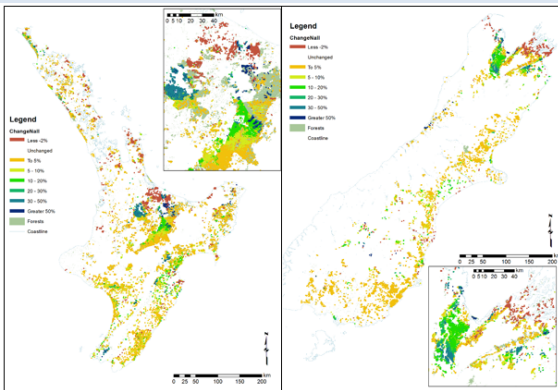 km
0 5 10 20 30 40
Legend
ChangeNail
Less -2%
Unchanged
To 5%
5 - 10%
10 - 20%
20 - 30%
30 - 50%
Greater 50%
Forests
Coastline
km
0 25 50 100 150 200
Legend
ChangeNail
Less -2%
Unchanged
To 5%
5 - 10%
10 - 20%
20 - 30%
30 - 50%
Greater 50%
Forests
Coastline
km
0 25 50 100 150 200
km
0 5 10 20 30 40